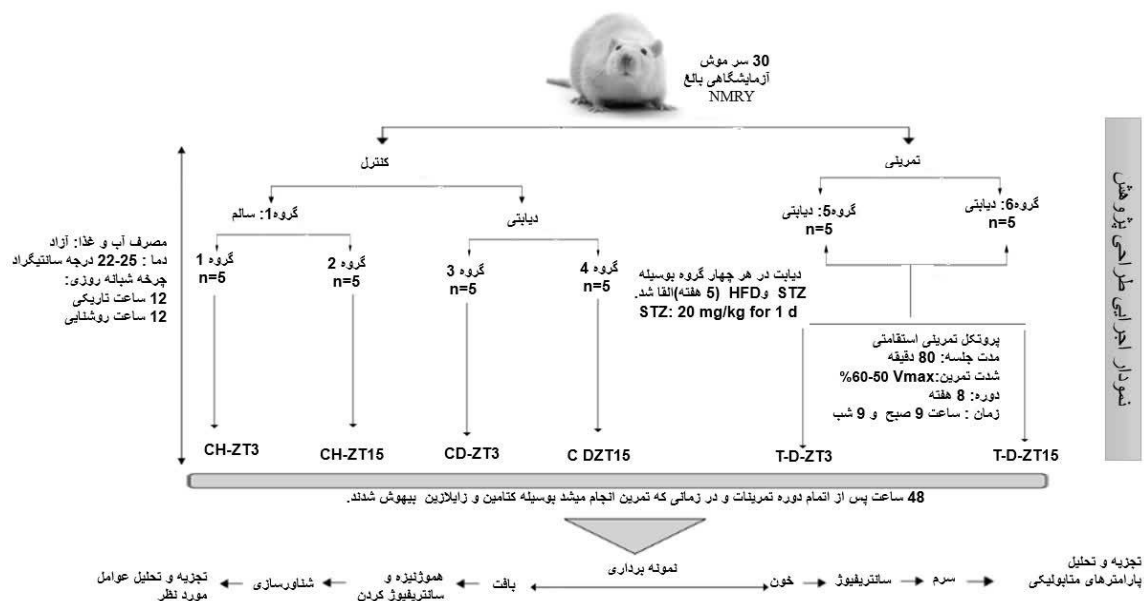 30 سر موش
آزمایشگاهی بالغ
NMRY
نمودار اجرایی طراحی پژوهش
کنترل
تمرینی
گروه1: سالم
دیابتی
گروه5: دیابتی
n=5
گروه6: دیابتی
n=5
مصرف آب و غذا: آزاد
دما : 25-22 درجه سانتیگراد
چرخه شبانه روزی:
12 ساعت تاریکی
12 ساعت روشنایی
گروه 1
n=5
گروه 2
n=5
گروه 3
n=5
گروه 4
n=5
دیابت در هر چهار گروه بوسیله
STZ وHFD (5 هفته)القا شد.
STZ: 20 mg/kg for 1 d
پروتکل تمرینی استقامتی
مدت جلسه: 80 دقیقه
شدت تمرین:Vmax 50-60%
دوره: 8 هفته
زمان : ساعت 9 صبح و 9 شب
CH-ZT3
CH-ZT15
CD-ZT3
C DZT15
T-D-ZT3
T-D-ZT15
48 ساعت پس از اتمام دوره تمرینات و در زمانی که تمرین انجام میشد بوسیله کتامین و زایلازین بیهوش شدند.
نمونه برداری
خون
سانتریفیوژ
سرم
تجزیه و تحلیل
پارامترهای متابولیکی
بافت
هموژنیزه و
سانتریفیوژ کردن
شناورسازی
تجزیه و تحلیل عوامل
مورد نظر